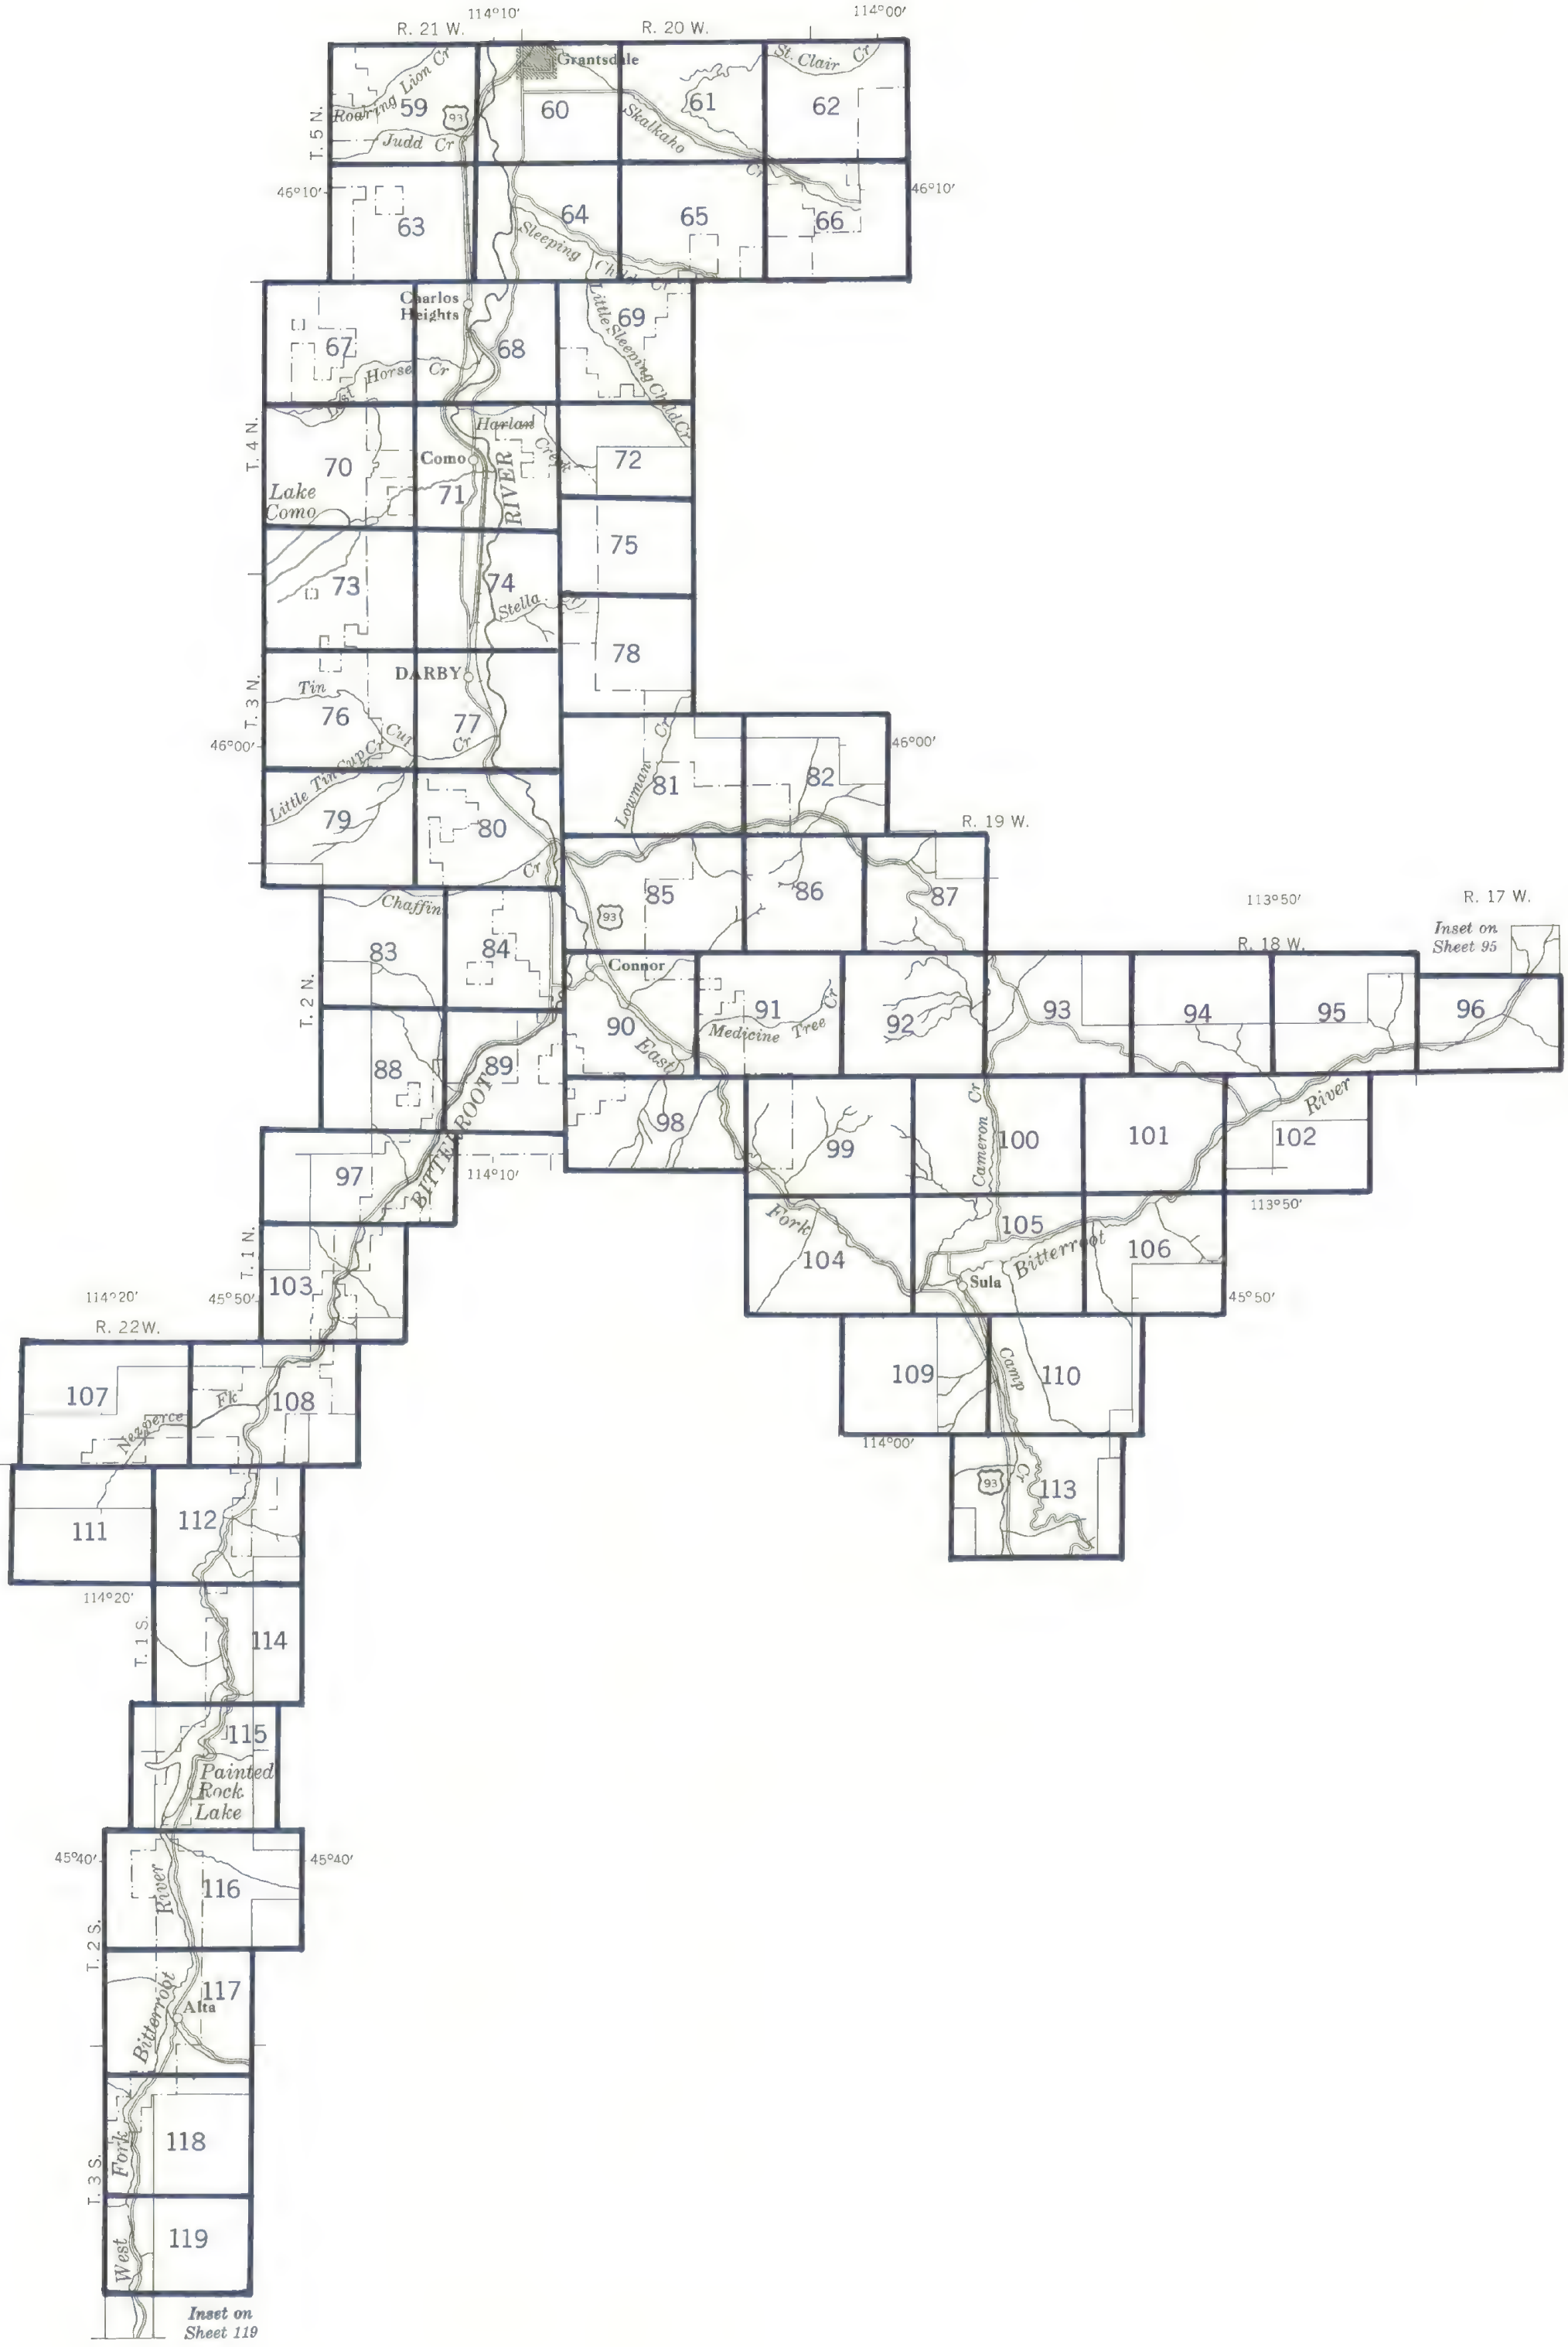 114°10'
114°00'
R. 21 W.
R. 20 W.
Grantsdale
St. Clair Cr
Roaring Lion Cr
59
93
60
61
62
Skalkaho
Cr
Judd Cr
T. 5 N.
46°10'
46°10'
63
64
65
66
Sleeping
Child Cr
Charlos
Heights
67
68
69
Little Sleeping Child Cr
Lost Horse Cr
T. 4 N.
Harlan
Creek
70
Como
71
72
Lake
Como
RIVER
75
73
74
Stella Cr
78
DARBY
T. 3 N.
Tin
76
Cup
77
Cr
46°00'
46°00'
Little Tin Cup Cr
Lowman Cr
81
82
79
80
R. 19 W.
Cr
Chaffin
85
86
87
93
83
84
113°50'
R. 17 W.
Inset on
Sheet 95
R. 18 W.
T. 2 N.
Connor
90
91
Medicine Tree Cr
92
93
94
95
96
East
88
89
98
99
Cameron Cr
100
101
102
River
BITTERROOT
97
114°10'
113°50'
T. 1 N.
Fork
104
105
106
Bitterroot
Sula
103
114°20'
45°50'
45°50'
R. 22W.
107
108
Nezperce Fk
109
Camp
110
114°00'
93
Cr
113
111
112
114°20'
T. 1 S.
114
115
Painted
Rock
Lake
45°40'
45°40'
River
116
T. 2 S.
117
Alta
Bitterroot
118
Fork
T. 3 S.
119
West
Inset on
Sheet 119